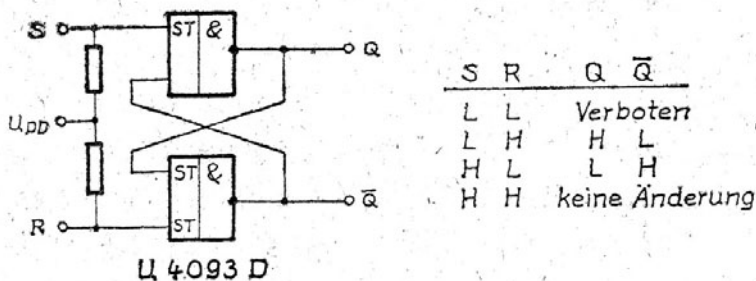 S
ST &
Q
U_DD
ST &
Q̅
R
ST
U 4093 D
S R Q Q̅
L L Verboten
L H H L
H L L H
H H keine Änderung